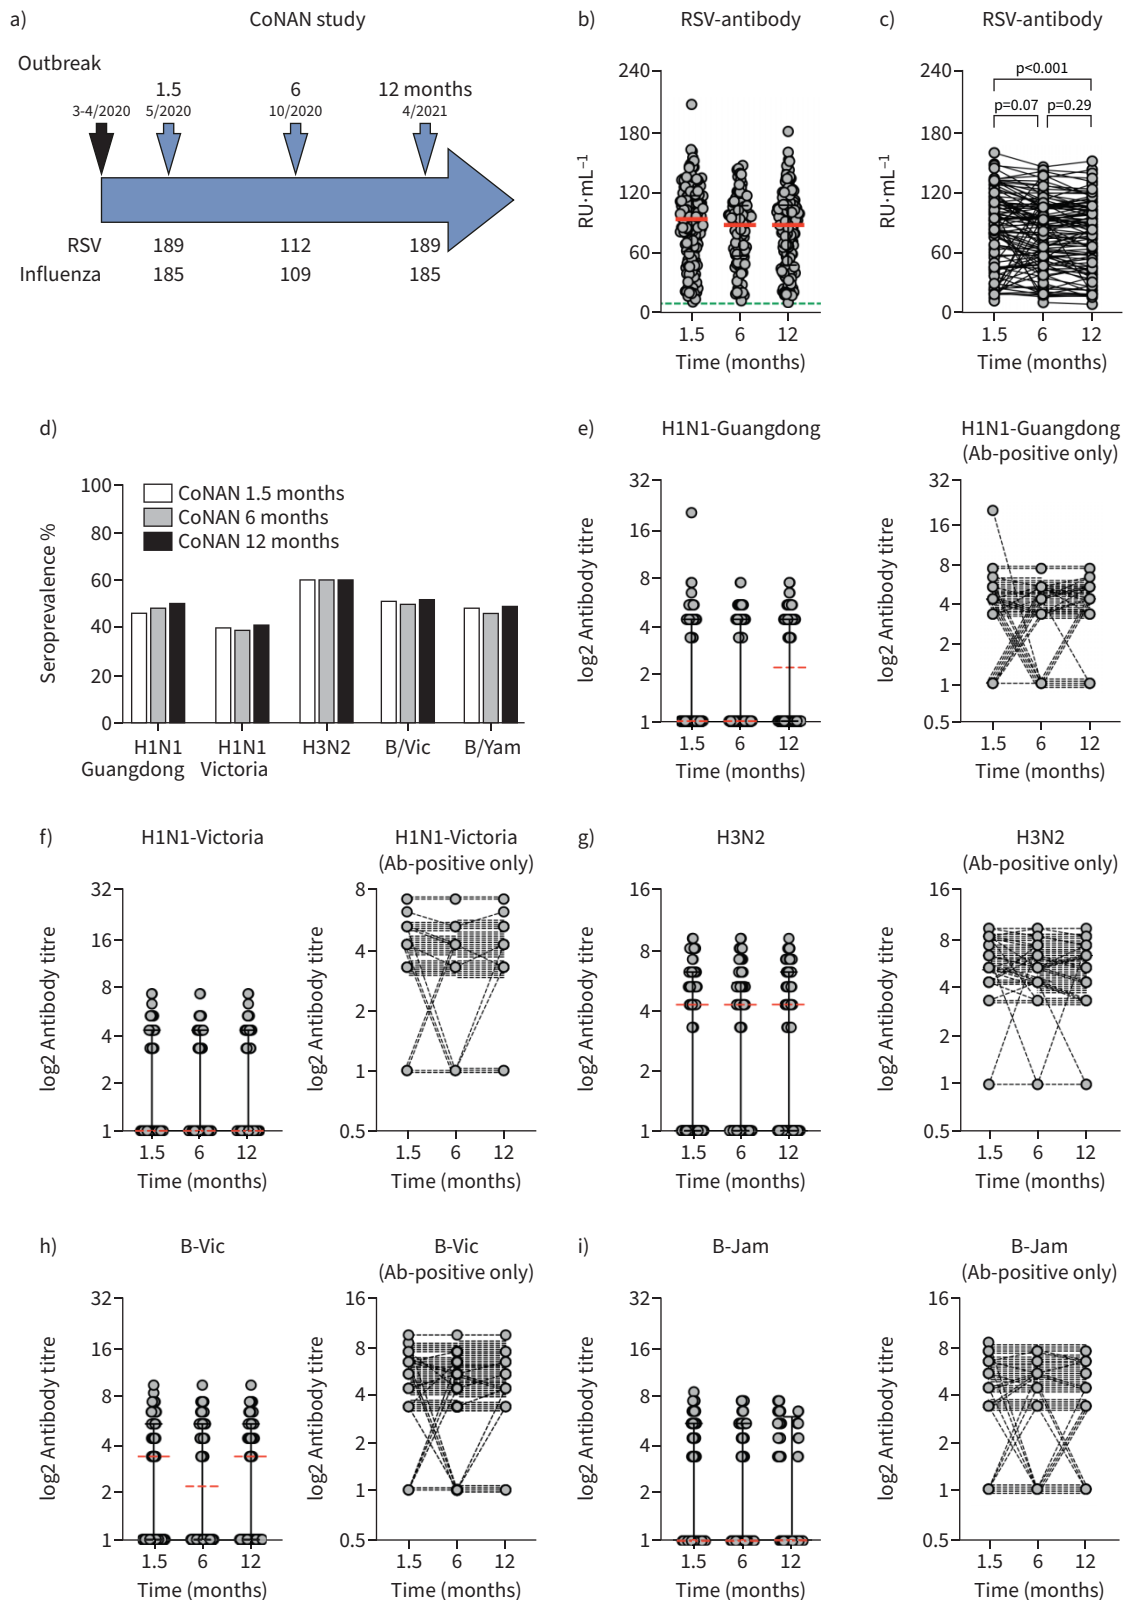 a)
CoNAN study
Outbreak
1.5
6
12 months
3-4/2020
5/2020
10/2020
4/2021
RSV
189
112
189
Influenza
185
109
185
b)
RSV-antibody
RU·mL⁻¹
240
180
120
60
0
1.5
6
12
Time (months)
c)
RSV-antibody
RU·mL⁻¹
240
180
120
60
0
p<0.001
p=0.07
p=0.29
1.5
6
12
Time (months)
d)
Seroprevalence %
100
80
60
40
20
0
CoNAN 1.5 months
CoNAN 6 months
CoNAN 12 months
H1N1
Guangdong
H1N1
Victoria
H3N2
B/Vic
B/Yam
e)
H1N1-Guangdong
log2 Antibody titre
32
16
8
4
2
1
1.5
6
12
Time (months)
H1N1-Guangdong
(Ab-positive only)
log2 Antibody titre
32
16
8
4
2
1
0.5
1.5
6
12
Time (months)
f)
H1N1-Victoria
log2 Antibody titre
32
16
8
4
2
1
1.5
6
12
Time (months)
H1N1-Victoria
(Ab-positive only)
log2 Antibody titre
8
4
2
1
0.5
1.5
6
12
Time (months)
g)
H3N2
log2 Antibody titre
16
8
4
2
1
1.5
6
12
Time (months)
H3N2
(Ab-positive only)
log2 Antibody titre
16
8
4
2
1
0.5
1.5
6
12
Time (months)
h)
B-Vic
log2 Antibody titre
32
16
8
4
2
1
1.5
6
12
Time (months)
B-Vic
(Ab-positive only)
log2 Antibody titre
16
8
4
2
1
0.5
1.5
6
12
Time (months)
i)
B-Jam
log2 Antibody titre
32
16
8
4
2
1
1.5
6
12
Time (months)
B-Jam
(Ab-positive only)
log2 Antibody titre
16
8
4
2
1
0.5
1.5
6
12
Time (months)